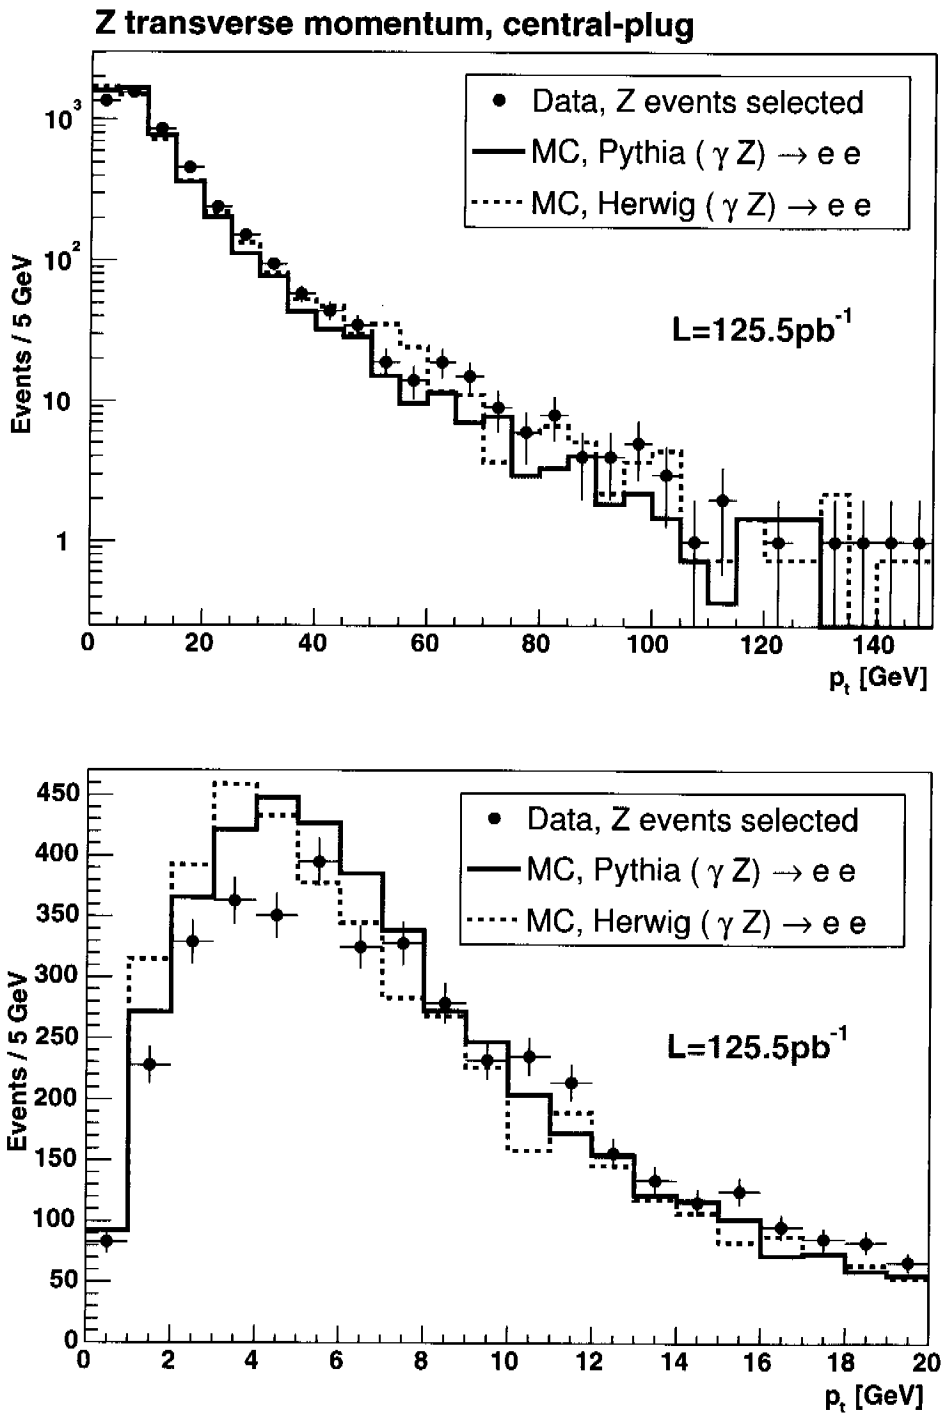 Z transverse momentum, central-plug
Data, Z events selected
MC, Pythia ( γ Z) → e e
MC, Herwig ( γ Z) → e e
L=125.5pb⁻¹
Events / 5 GeV
10³
10²
10
1
0 20 40 60 80 100 120 140
pₜ [GeV]
Data, Z events selected
MC, Pythia ( γ Z) → e e
MC, Herwig ( γ Z) → e e
L=125.5pb⁻¹
Events / 5 GeV
450
400
350
300
250
200
150
100
50
0
0 2 4 6 8 10 12 14 16 18 20
pₜ [GeV]